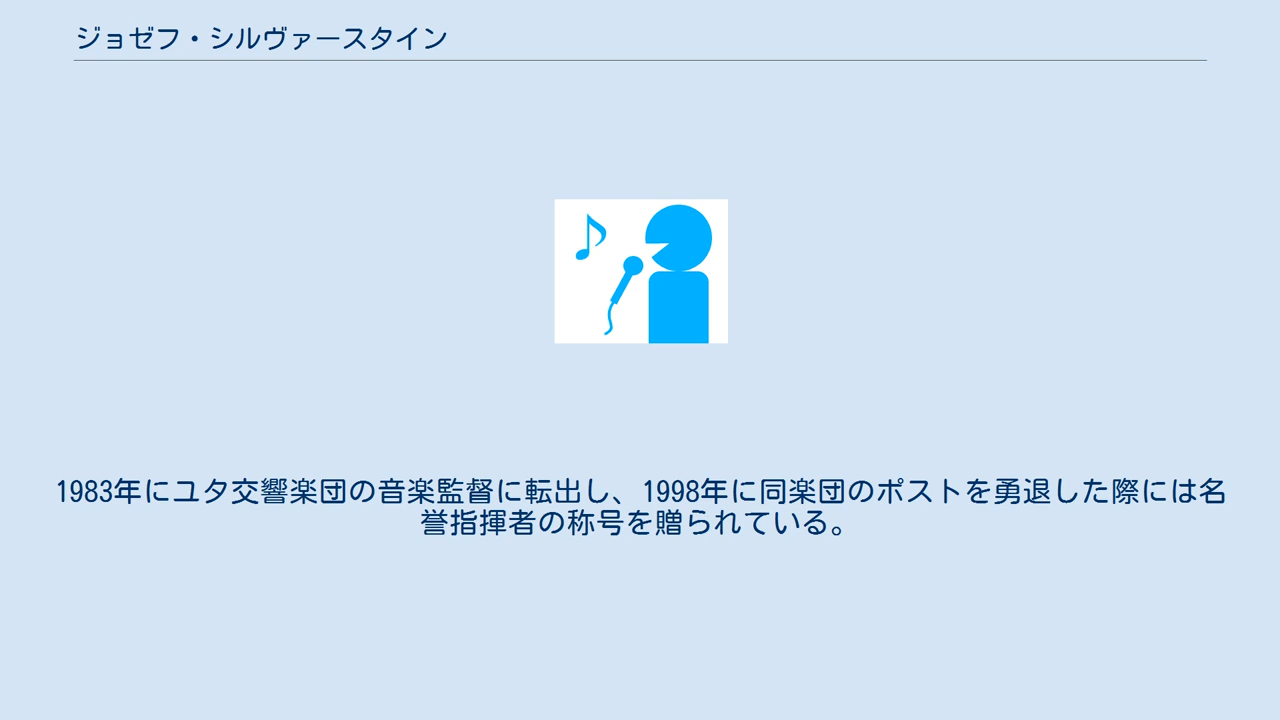 ジョゼフ・シルヴァースタイン
1983年にユタ交響楽団の音楽監督に転出し、1998年に同楽団のポストを勇退した際には名
誉指揮者の称号を贈られている。